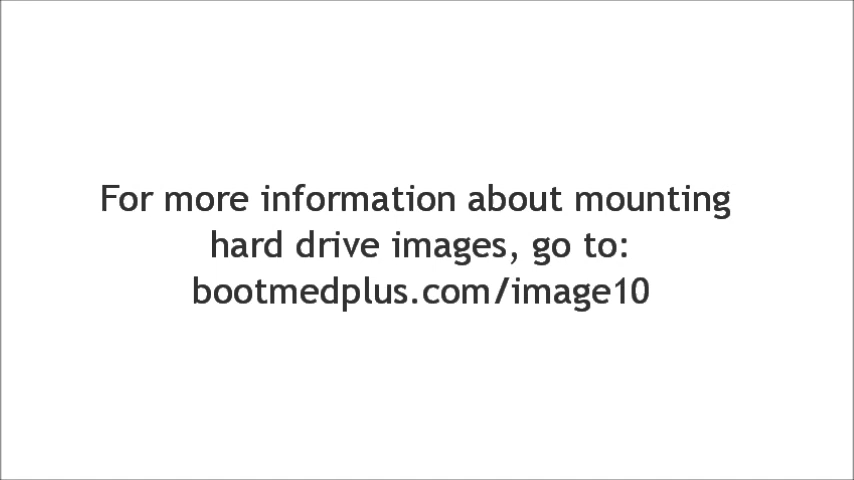 For more information about mounting
hard drive images, go to:
bootmedplus.com/image10